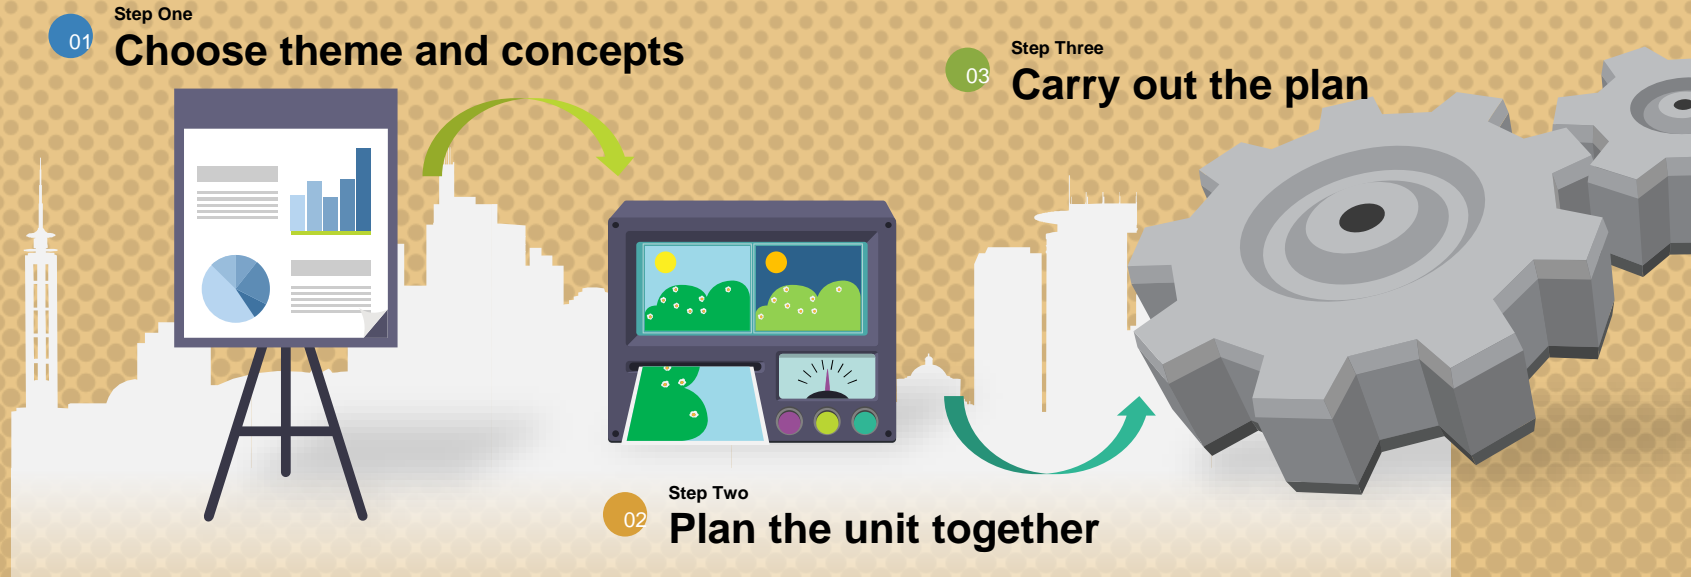 01
Step One
Choose theme and concepts
03
Step Three
Carry out the plan
02
Step Two
Plan the unit together